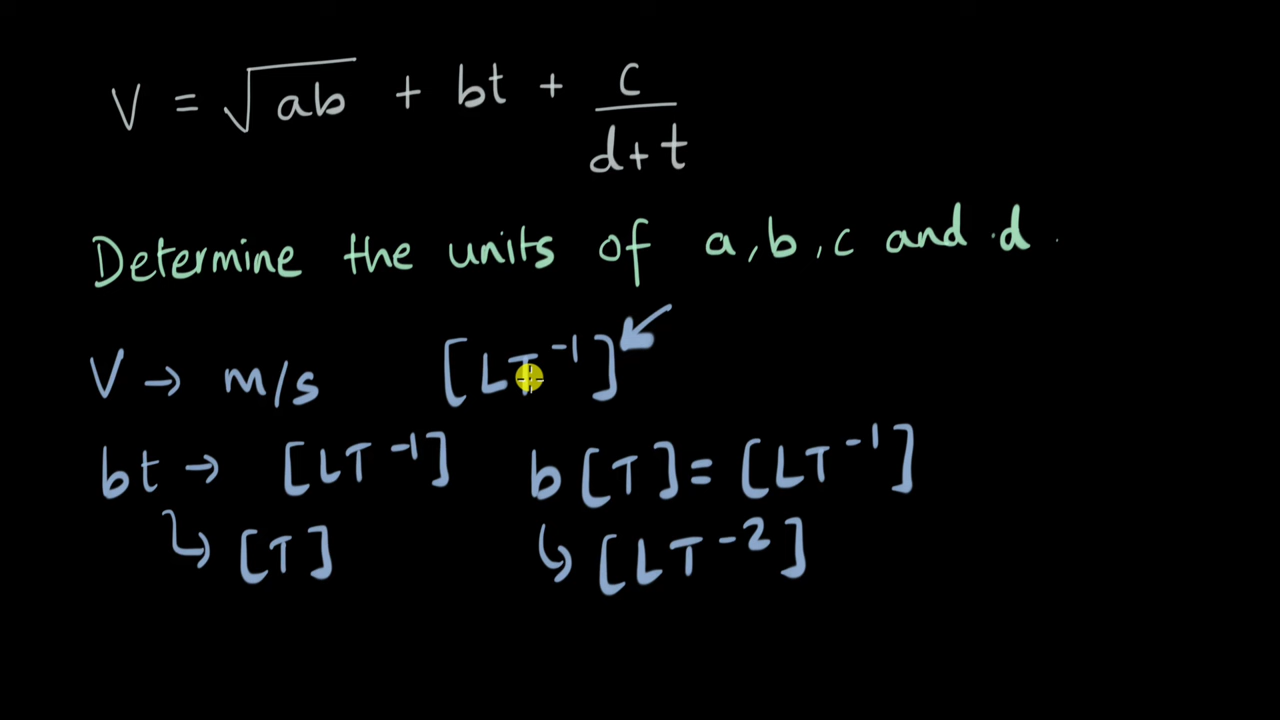 V = √ab + bt + c/(d+t)
Determine the units of a, b, c and d.
V → m/s [LT⁻¹]
bt → [LT⁻¹] b[T] = [LT⁻¹]
↳ [T] ↳ [LT⁻²]